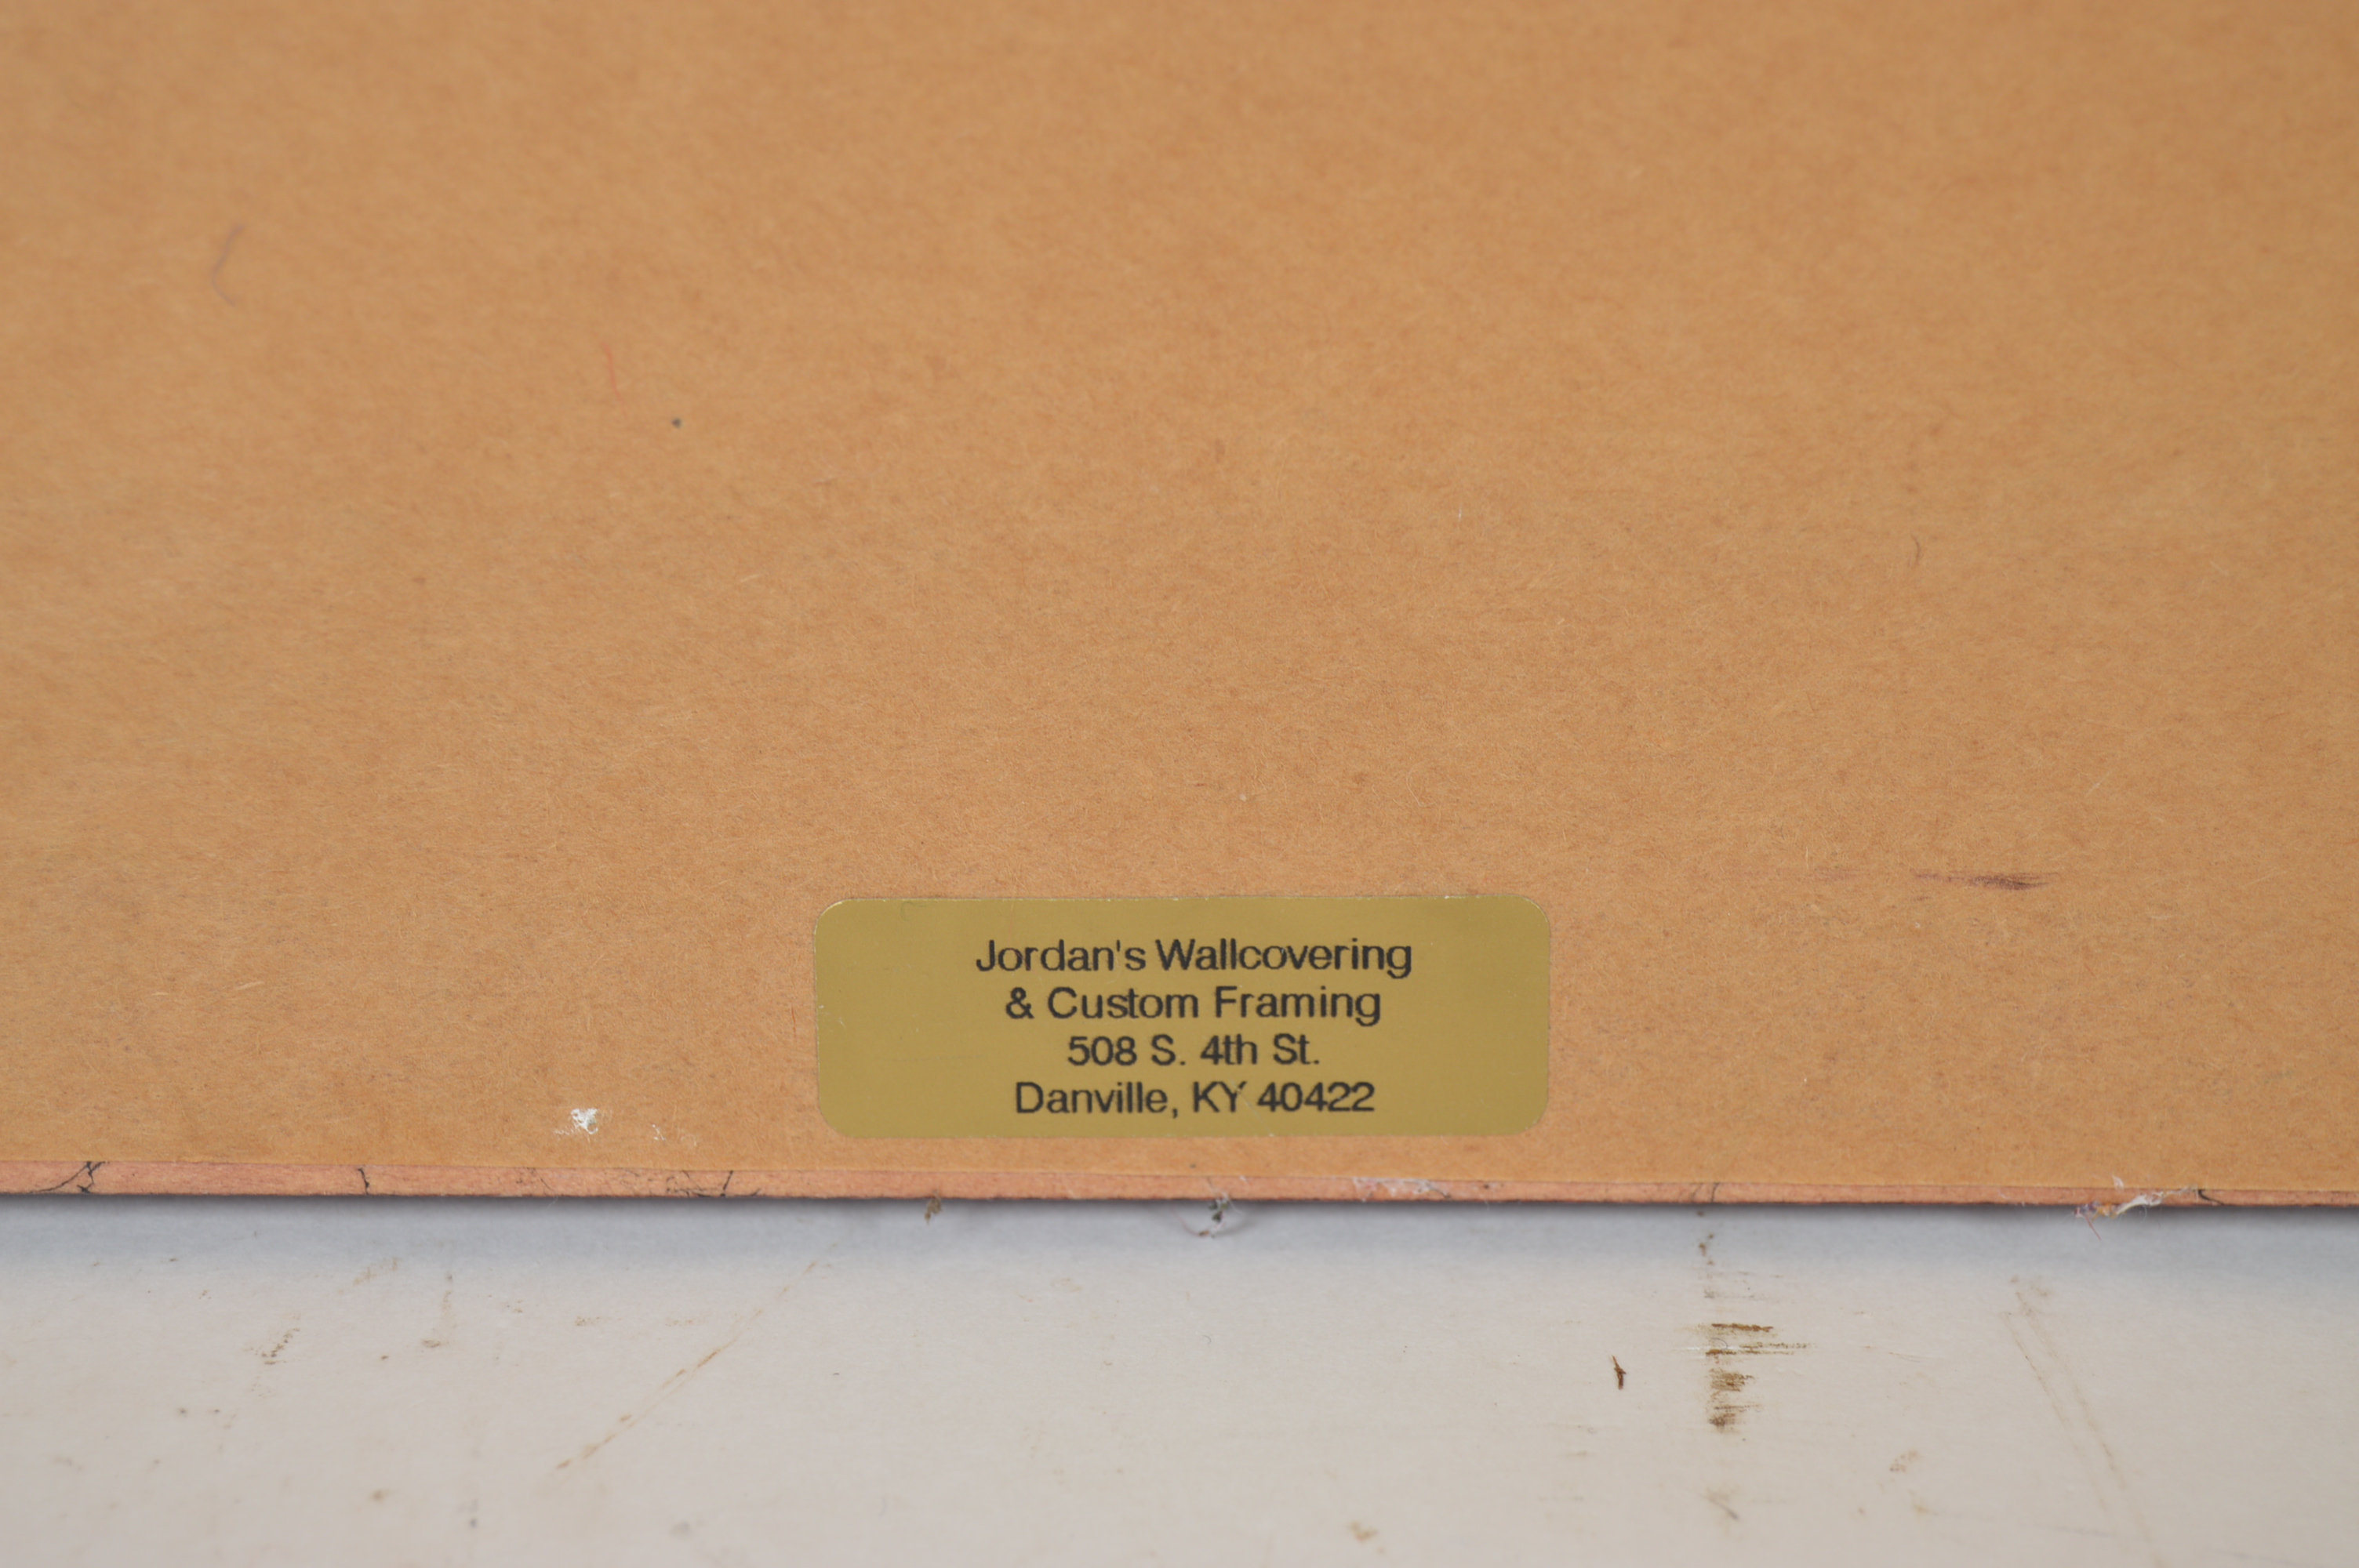 Jordan's Wallcovering
& Custom Framing
508 S. 4th St.
Danville, KY 40422